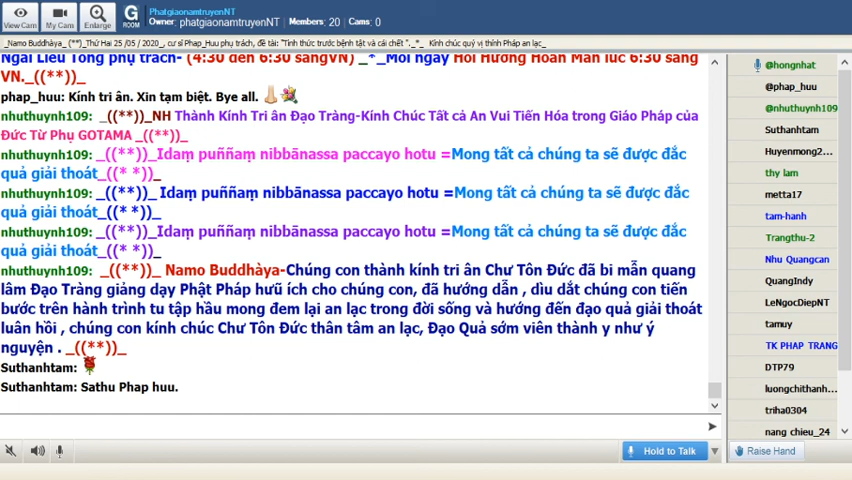 View Cam
My Cam
Enlarge
G
ROOM
PhatgiaonamtruyenNT
Owner: phatgiaonamtruyenNT Members: 20 Cams: 0
_Namo Buddhàya_ (**)_Thứ Hai 25 /05 / 2020_, cư sĩ Phap_Huu phụ trách, đề tài: "Tỉnh thức trước bệnh tật và cái chết "._*_ Kính chúc quý vị thính Pháp an lạc_
Ngài Liễu Tông phụ trách- (4:30 đến 6:30 sángVN) _*_Mỗi ngày Hồi Hướng Hoàn Mãn lúc 6:30 sáng
VN._((**)_
phap_huu: Kính tri ân. Xin tạm biệt. Bye all.
nhuthuynh109: _((**))_NH Thành Kính Tri ân Đạo Tràng-Kính Chúc Tất cả An Vui Tiến Hóa trong Giáo Pháp của
Đức Từ Phụ GOTAMA _((**))_
nhuthuynh109: _((**))_Idaṃ puññaṃ nibbānassa paccayo hotu =Mong tất cả chúng ta sẽ được đắc
quả giải thoát_((* *))_
nhuthuynh109: _((**))_ Idaṃ puññaṃ nibbānassa paccayo hotu =Mong tất cả chúng ta sẽ được đắc
quả giải thoát_((* *))_
nhuthuynh109: _((**))_Idaṃ puññaṃ nibbānassa paccayo hotu =Mong tất cả chúng ta sẽ được đắc
quả giải thoát_((* *))_
nhuthuynh109: _((**))_ Namo Buddhàya-Chúng con thành kính tri ân Chư Tôn Đức đã bi mẫn quang
lâm Đạo Tràng giảng dạy Phật Pháp hưũ ích cho chúng con, đã hướng dẫn , dìu dắt chúng con tiến
bước trên hành trình tu tập hầu mong đem lại an lạc trong đời sống và hướng đến đạo quả giải thoát
luân hồi , chúng con kính chúc Chư Tôn Đức thân tâm an lạc, Đạo Quả sớm viên thành y như ý
nguyện . _((**))_
Suthanhtam:
Suthanhtam: Sathu Phap huu.
Hold to Talk
@hongnhat
@phap_huu
@nhuthuynh109
Suthanhtam
Huyenmong2...
thy lam
metta17
tam-hanh
Trangthu-2
Nhu Quangcan
QuangIndy
LeNgocDiepNT
tamuy
TK PHAP TRANG
DTP79
luongchithanh...
triha0304
nang chieu_24
Raise Hand